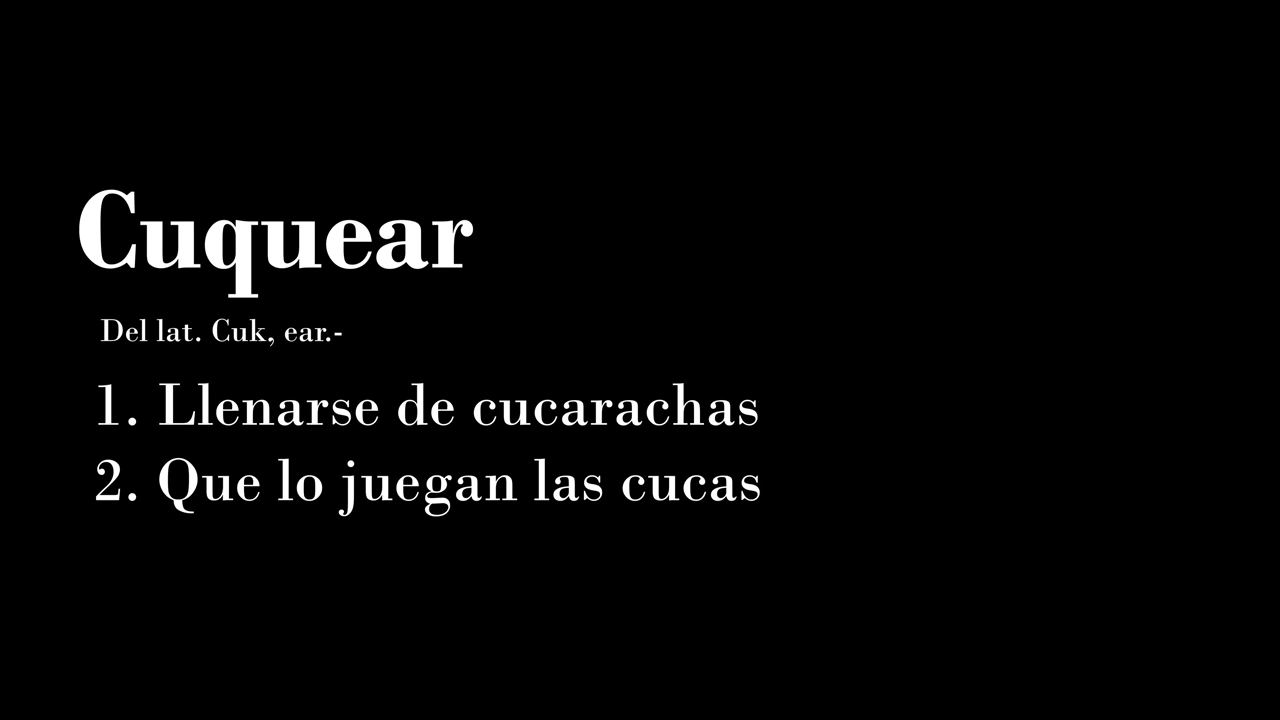 Cuquear
Del lat. Cuk, ear.-
1. Llenarse de cucarachas
2. Que lo juegan las cucas